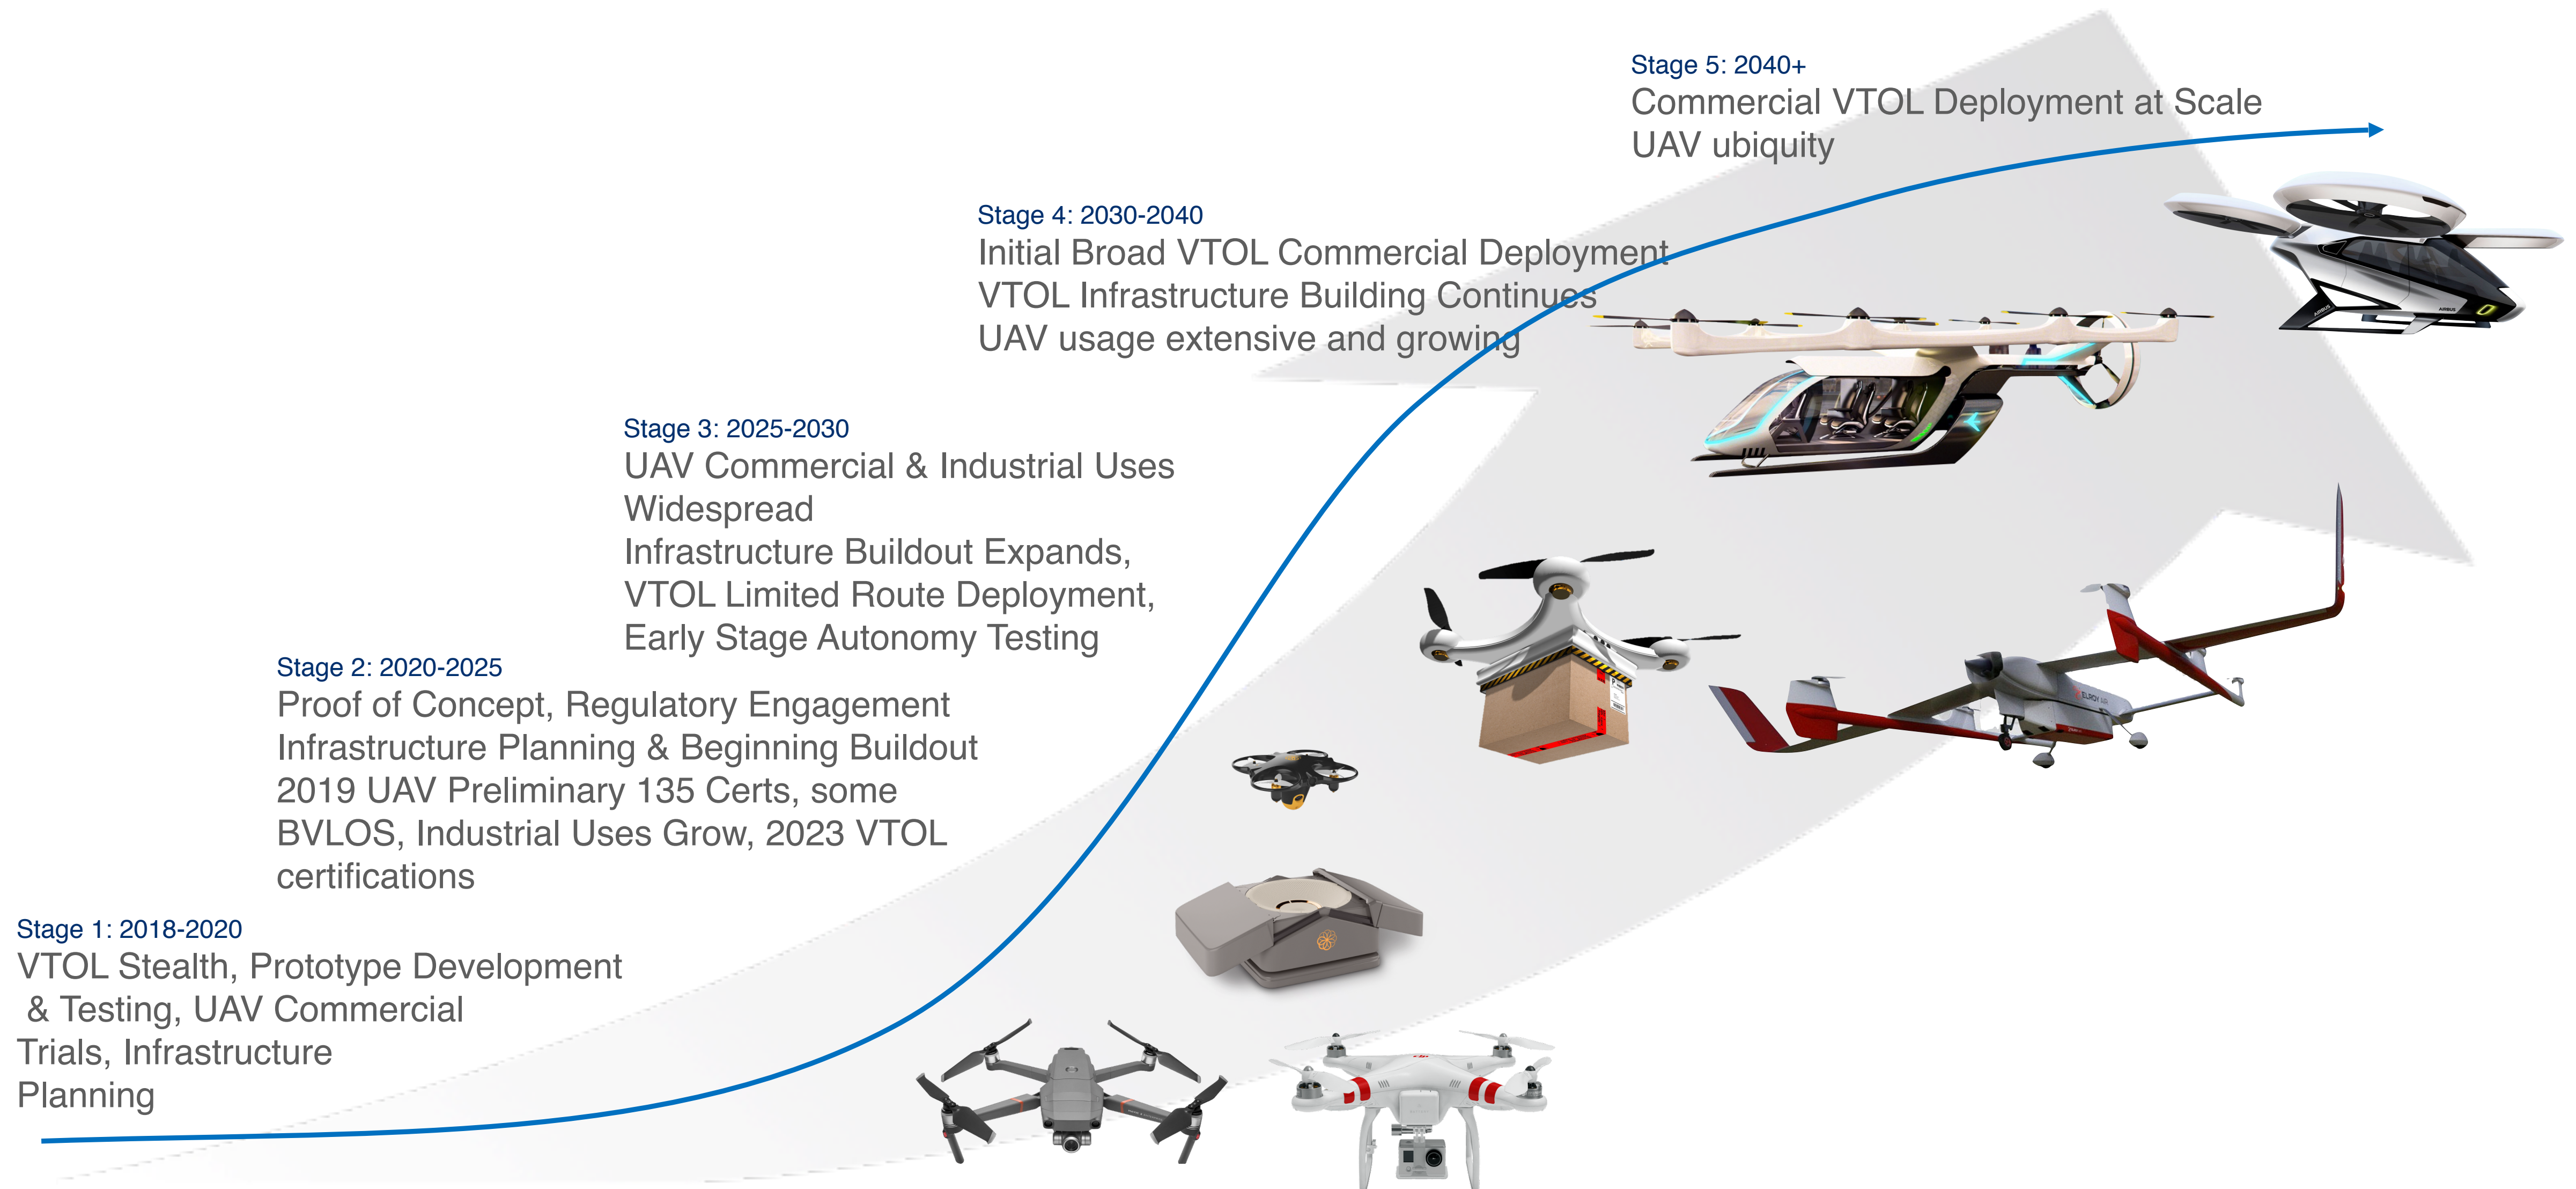 Stage 5: 2040+
Commercial VTOL Deployment at Scale
UAV ubiquity
Stage 4: 2030-2040
Initial Broad VTOL Commercial Deployment
VTOL Infrastructure Building Continues
UAV usage extensive and growing
Stage 3: 2025-2030
UAV Commercial & Industrial Uses
Widespread
Infrastructure Buildout Expands,
VTOL Limited Route Deployment,
Early Stage Autonomy Testing
Stage 2: 2020-2025
Proof of Concept, Regulatory Engagement
Infrastructure Planning & Beginning Buildout
2019 UAV Preliminary 135 Certs, some
BVLOS, Industrial Uses Grow, 2023 VTOL
certifications
Stage 1: 2018-2020
VTOL Stealth, Prototype Development
& Testing, UAV Commercial
Trials, Infrastructure
Planning
AIRBUS
AIRBUS
ELROY AIR